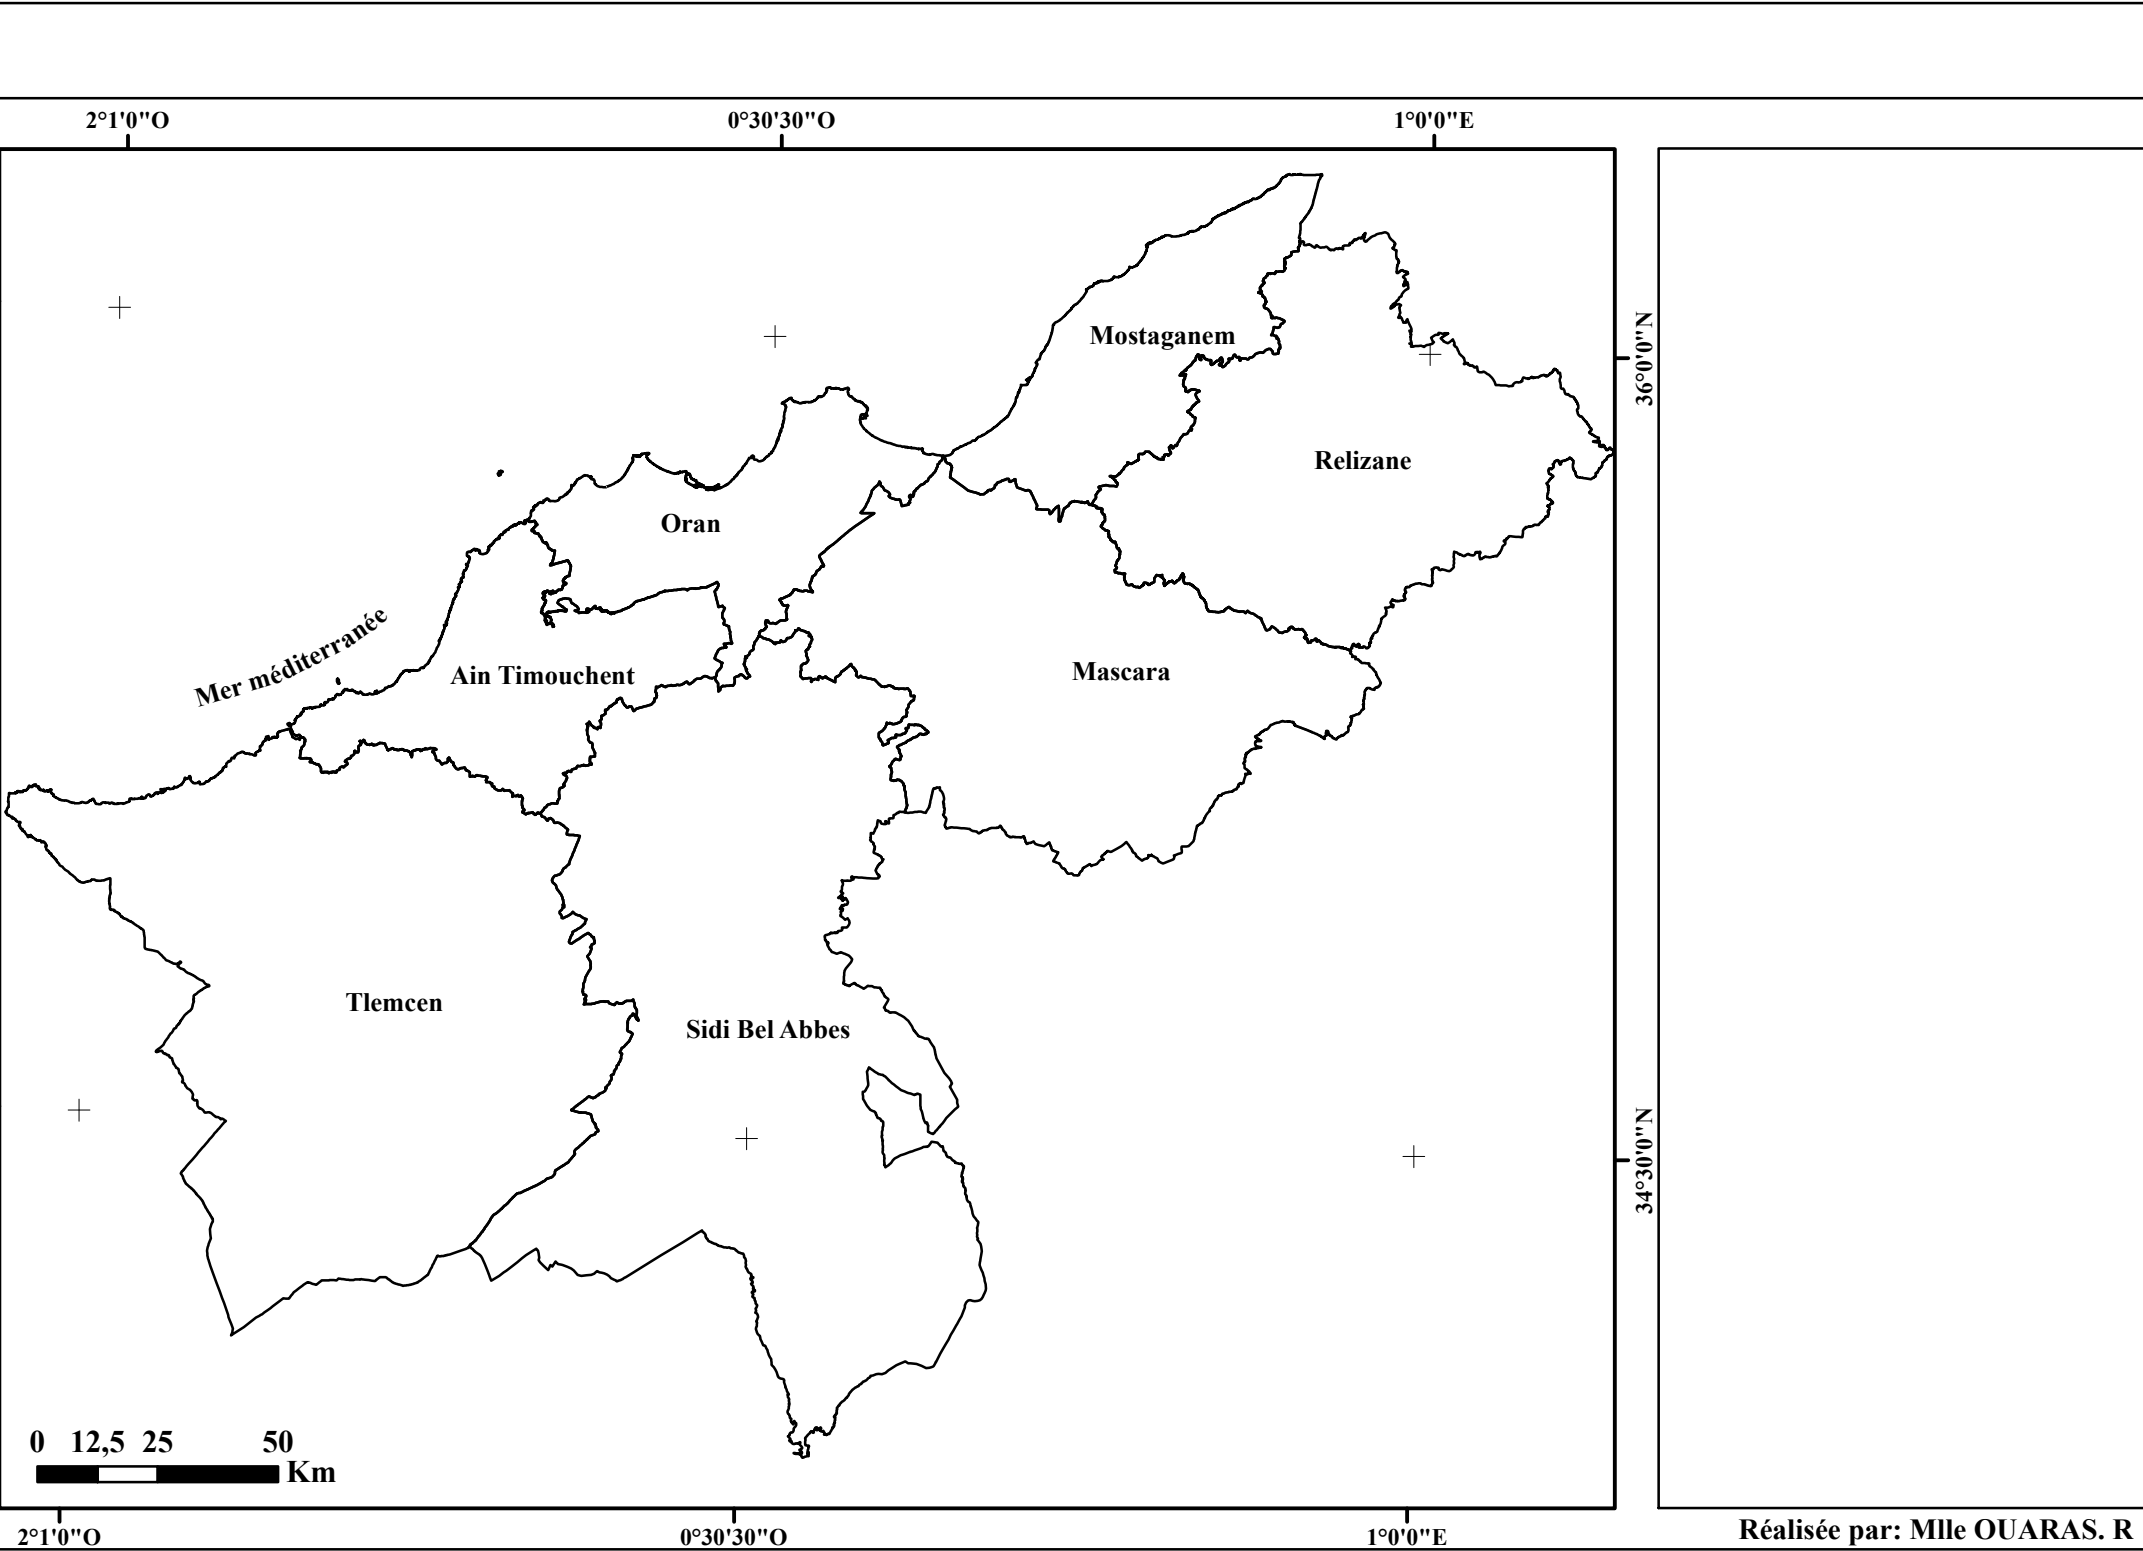 2°1'0"O
0°30'30"O
1°0'0"E
36°0'0"N
Mostaganem
Relizane
Oran
Mer méditerranée
Ain Timouchent
Mascara
Tlemcen
Sidi Bel Abbes
34°30'0"N
0 12,5 25 50
Km
2°1'0"O
0°30'30"O
1°0'0"E
Réalisée par: Mlle OUARAS. R